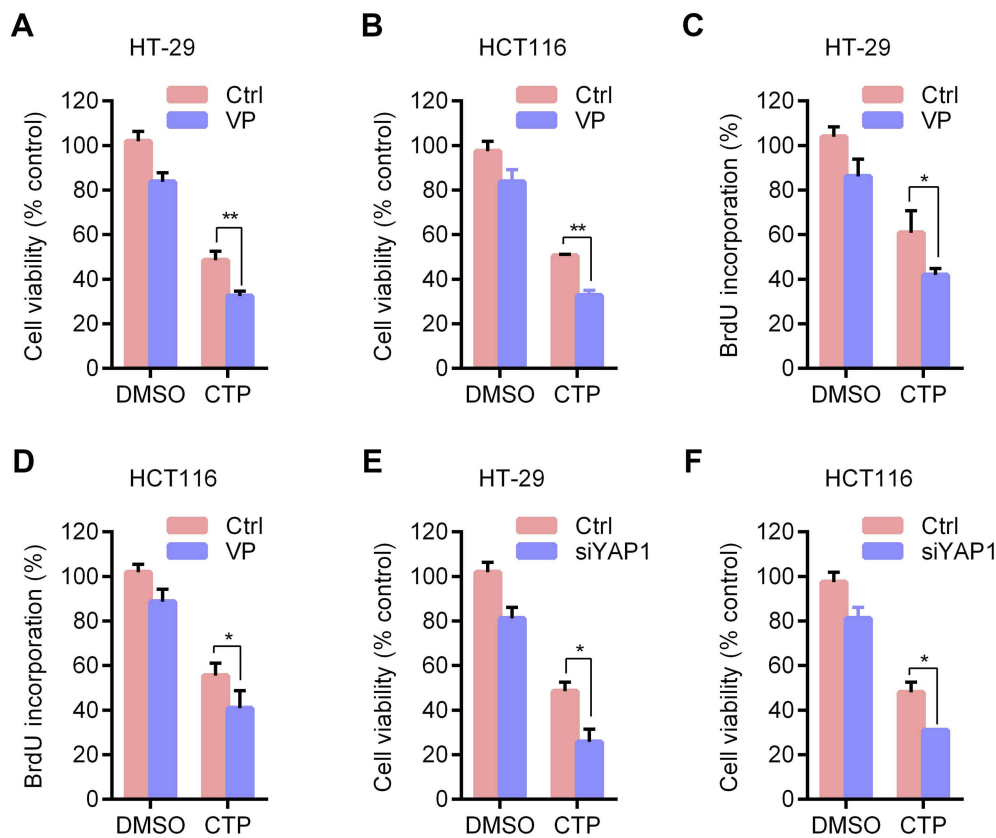 A
HT-29
Ctrl
VP
Cell viability (% control)
120
100
80
60
40
20
0
**
DMSO CTP
B
HCT116
Ctrl
VP
Cell viability (% control)
120
100
80
60
40
20
0
**
DMSO CTP
C
HT-29
Ctrl
VP
BrdU incorporation (%)
120
100
80
60
40
20
0
*
DMSO CTP
D
HCT116
Ctrl
VP
BrdU incorporation (%)
120
100
80
60
40
20
0
*
DMSO CTP
E
HT-29
Ctrl
siYAP1
Cell viability (% control)
120
100
80
60
40
20
0
*
DMSO CTP
F
HCT116
Ctrl
siYAP1
Cell viability (% control)
120
100
80
60
40
20
0
*
DMSO CTP